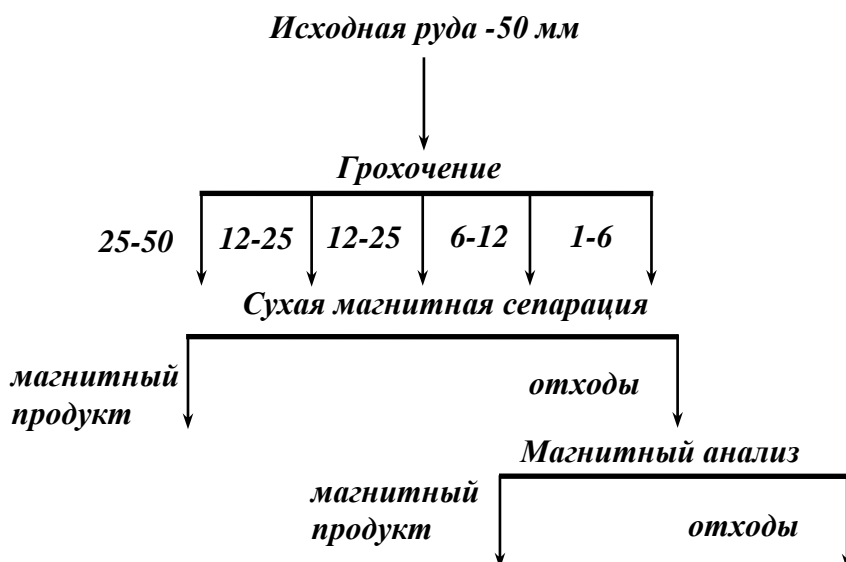 Исходная руда -50 мм
Грохочение
25-50
12-25
12-25
6-12
1-6
Сухая магнитная сепарация
магнитный
продукт
отходы
Магнитный анализ
магнитный
продукт
отходы